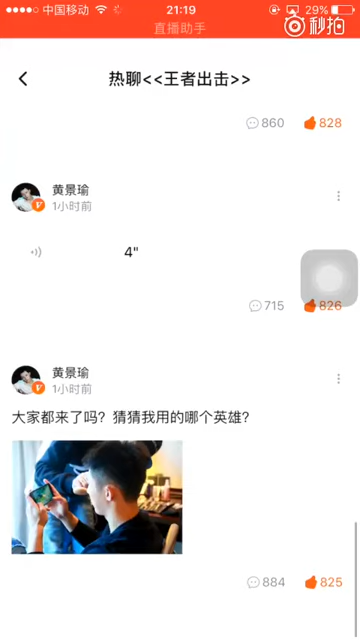 中国移动
21:19
29%
秒拍
直播助手
热聊<<王者出击>>
860
828
黄景瑜
1小时前
4"
715
826
黄景瑜
1小时前
大家都来了吗？猜猜我用的哪个英雄？
884
825